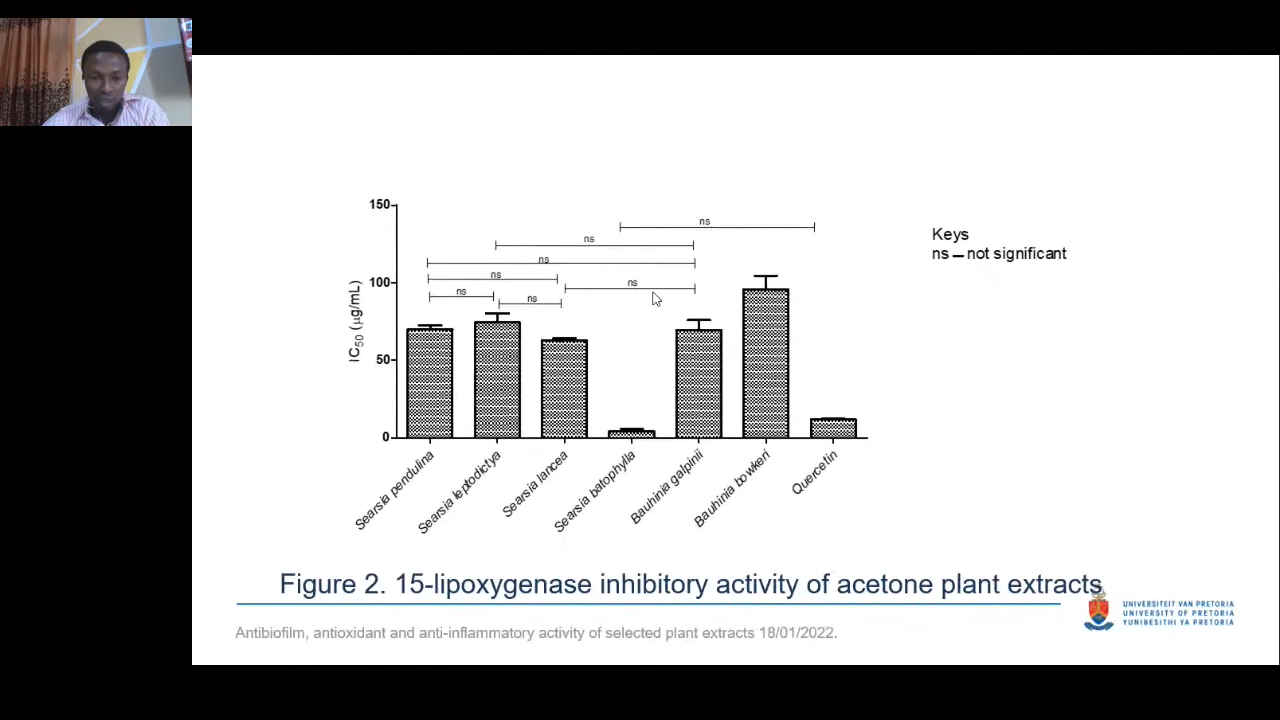 150
100
50
0
IC50 (µg/mL)
ns
ns
ns
ns
ns
ns
ns
Keys
ns – not significant
Searsia pendulina
Searsia leptodictya
Searsia lancea
Searsia batophylla
Bauhinia galpinii
Bauhinia bowkeri
Quercetin
Figure 2. 15-lipoxygenase inhibitory activity of acetone plant extracts
Antibiofilm, antioxidant and anti-inflammatory activity of selected plant extracts 18/01/2022.
UNIVERSITEIT VAN PRETORIA
UNIVERSITY OF PRETORIA
YUNIBESITHI YA PRETORIA